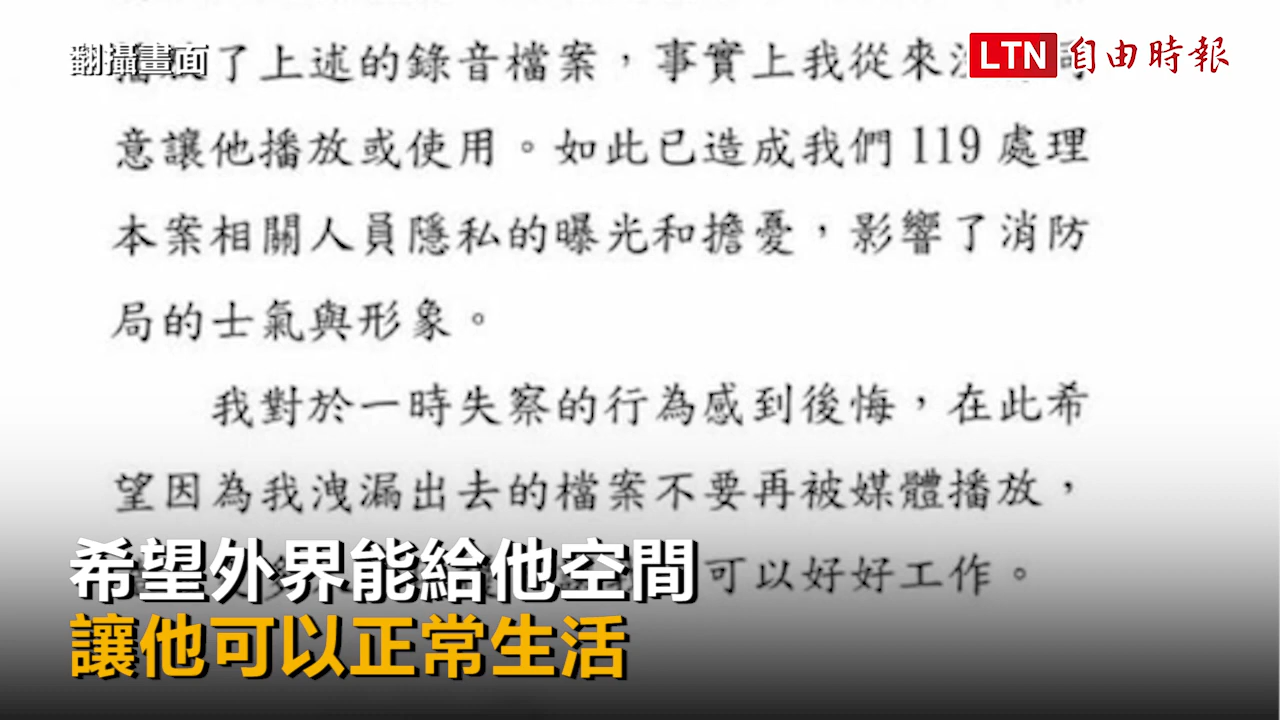 翻攝畫面
LTN 自由時報
了上述的錄音檔案，事實上我從來
意讓他播放或使用。如此已造成我們 119 處理
本案相關人員隱私的曝光和擔憂，影響了消防
局的士氣與形象。
我對於一時失察的行為感到後悔，在此希
望因為我洩漏出去的檔案不要再被媒體播放，
可以好好工作。
希望外界能給他空間
讓他可以正常生活